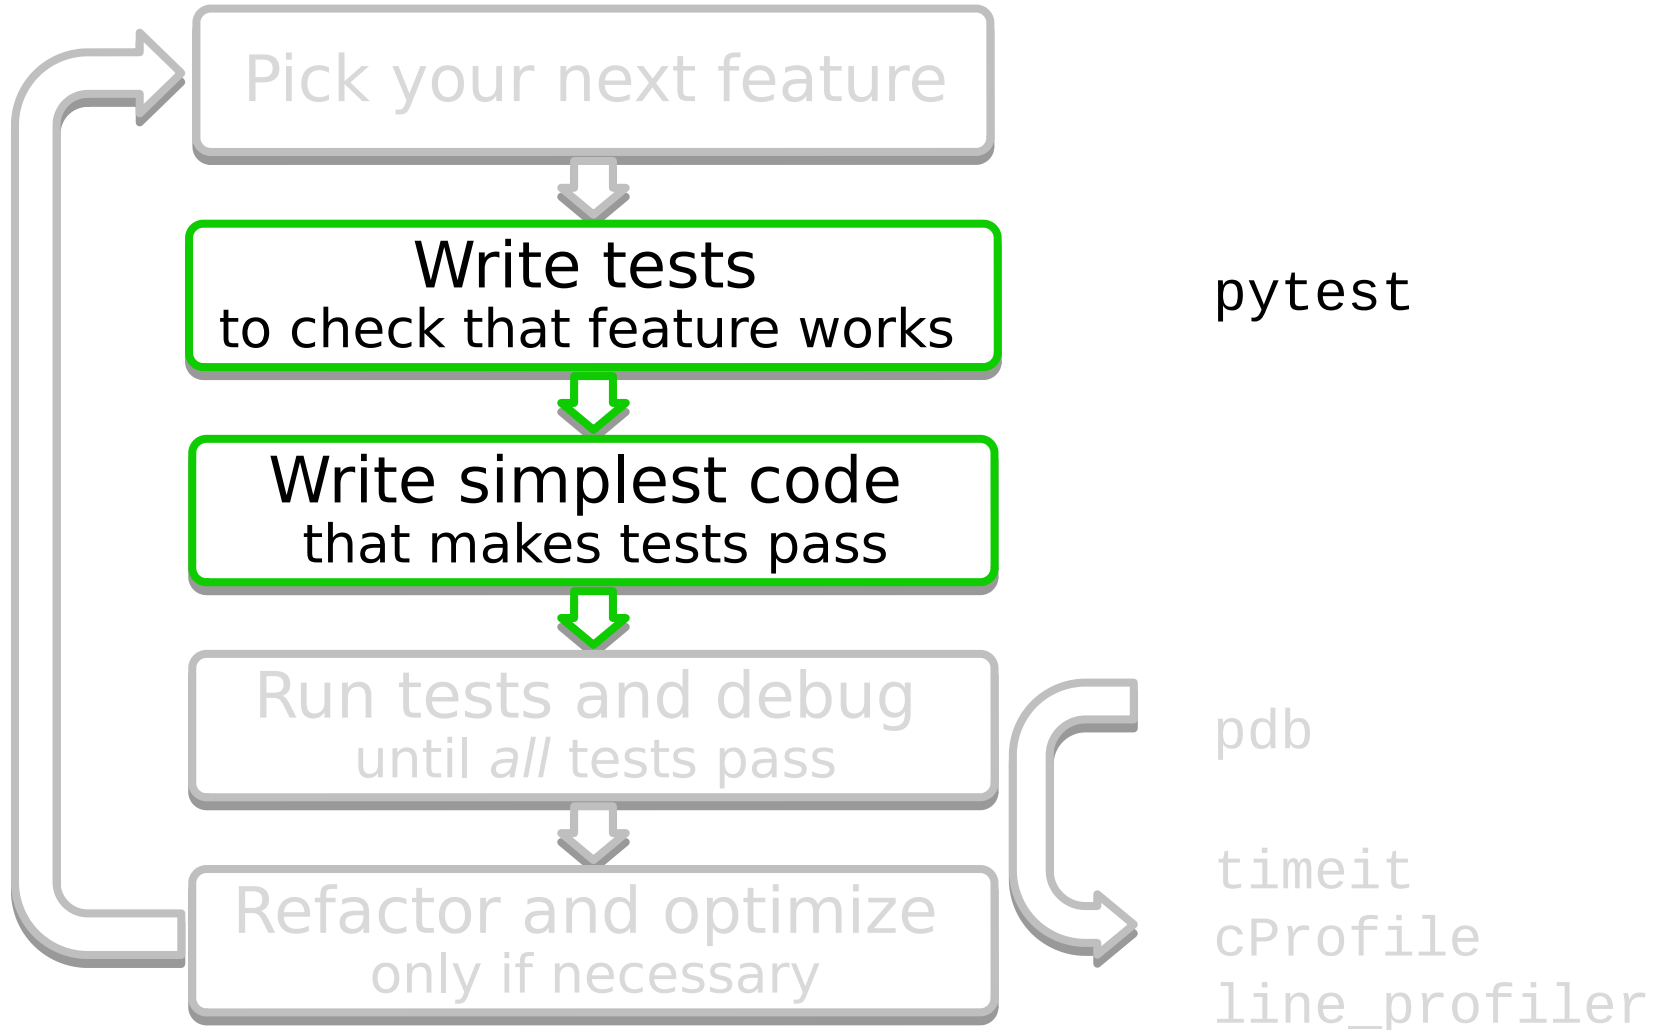 Pick your next feature
Write tests
to check that feature works
pytest
Write simplest code
that makes tests pass
Run tests and debug
until all tests pass
pdb
Refactor and optimize
only if necessary
timeit
cProfile
line_profiler